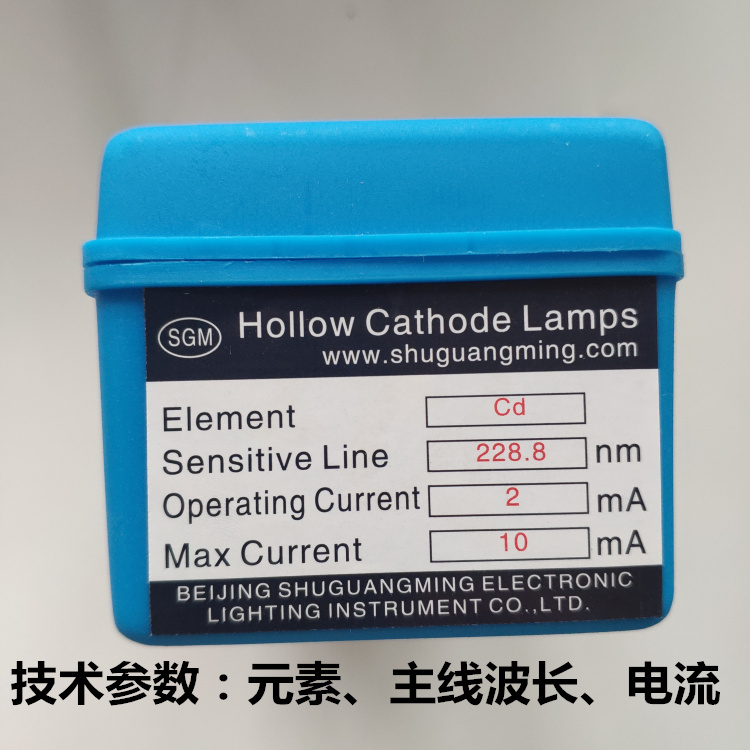 SGM
Hollow Cathode Lamps
www.shuguangming.com
Element Cd
Sensitive Line 228.8 nm
Operating Current 2 mA
Max Current 10 mA
BEIJING SHUGUANGMING ELECTRONIC
LIGHTING INSTRUMENT CO.,LTD.
技术参数：元素、主线波长、电流